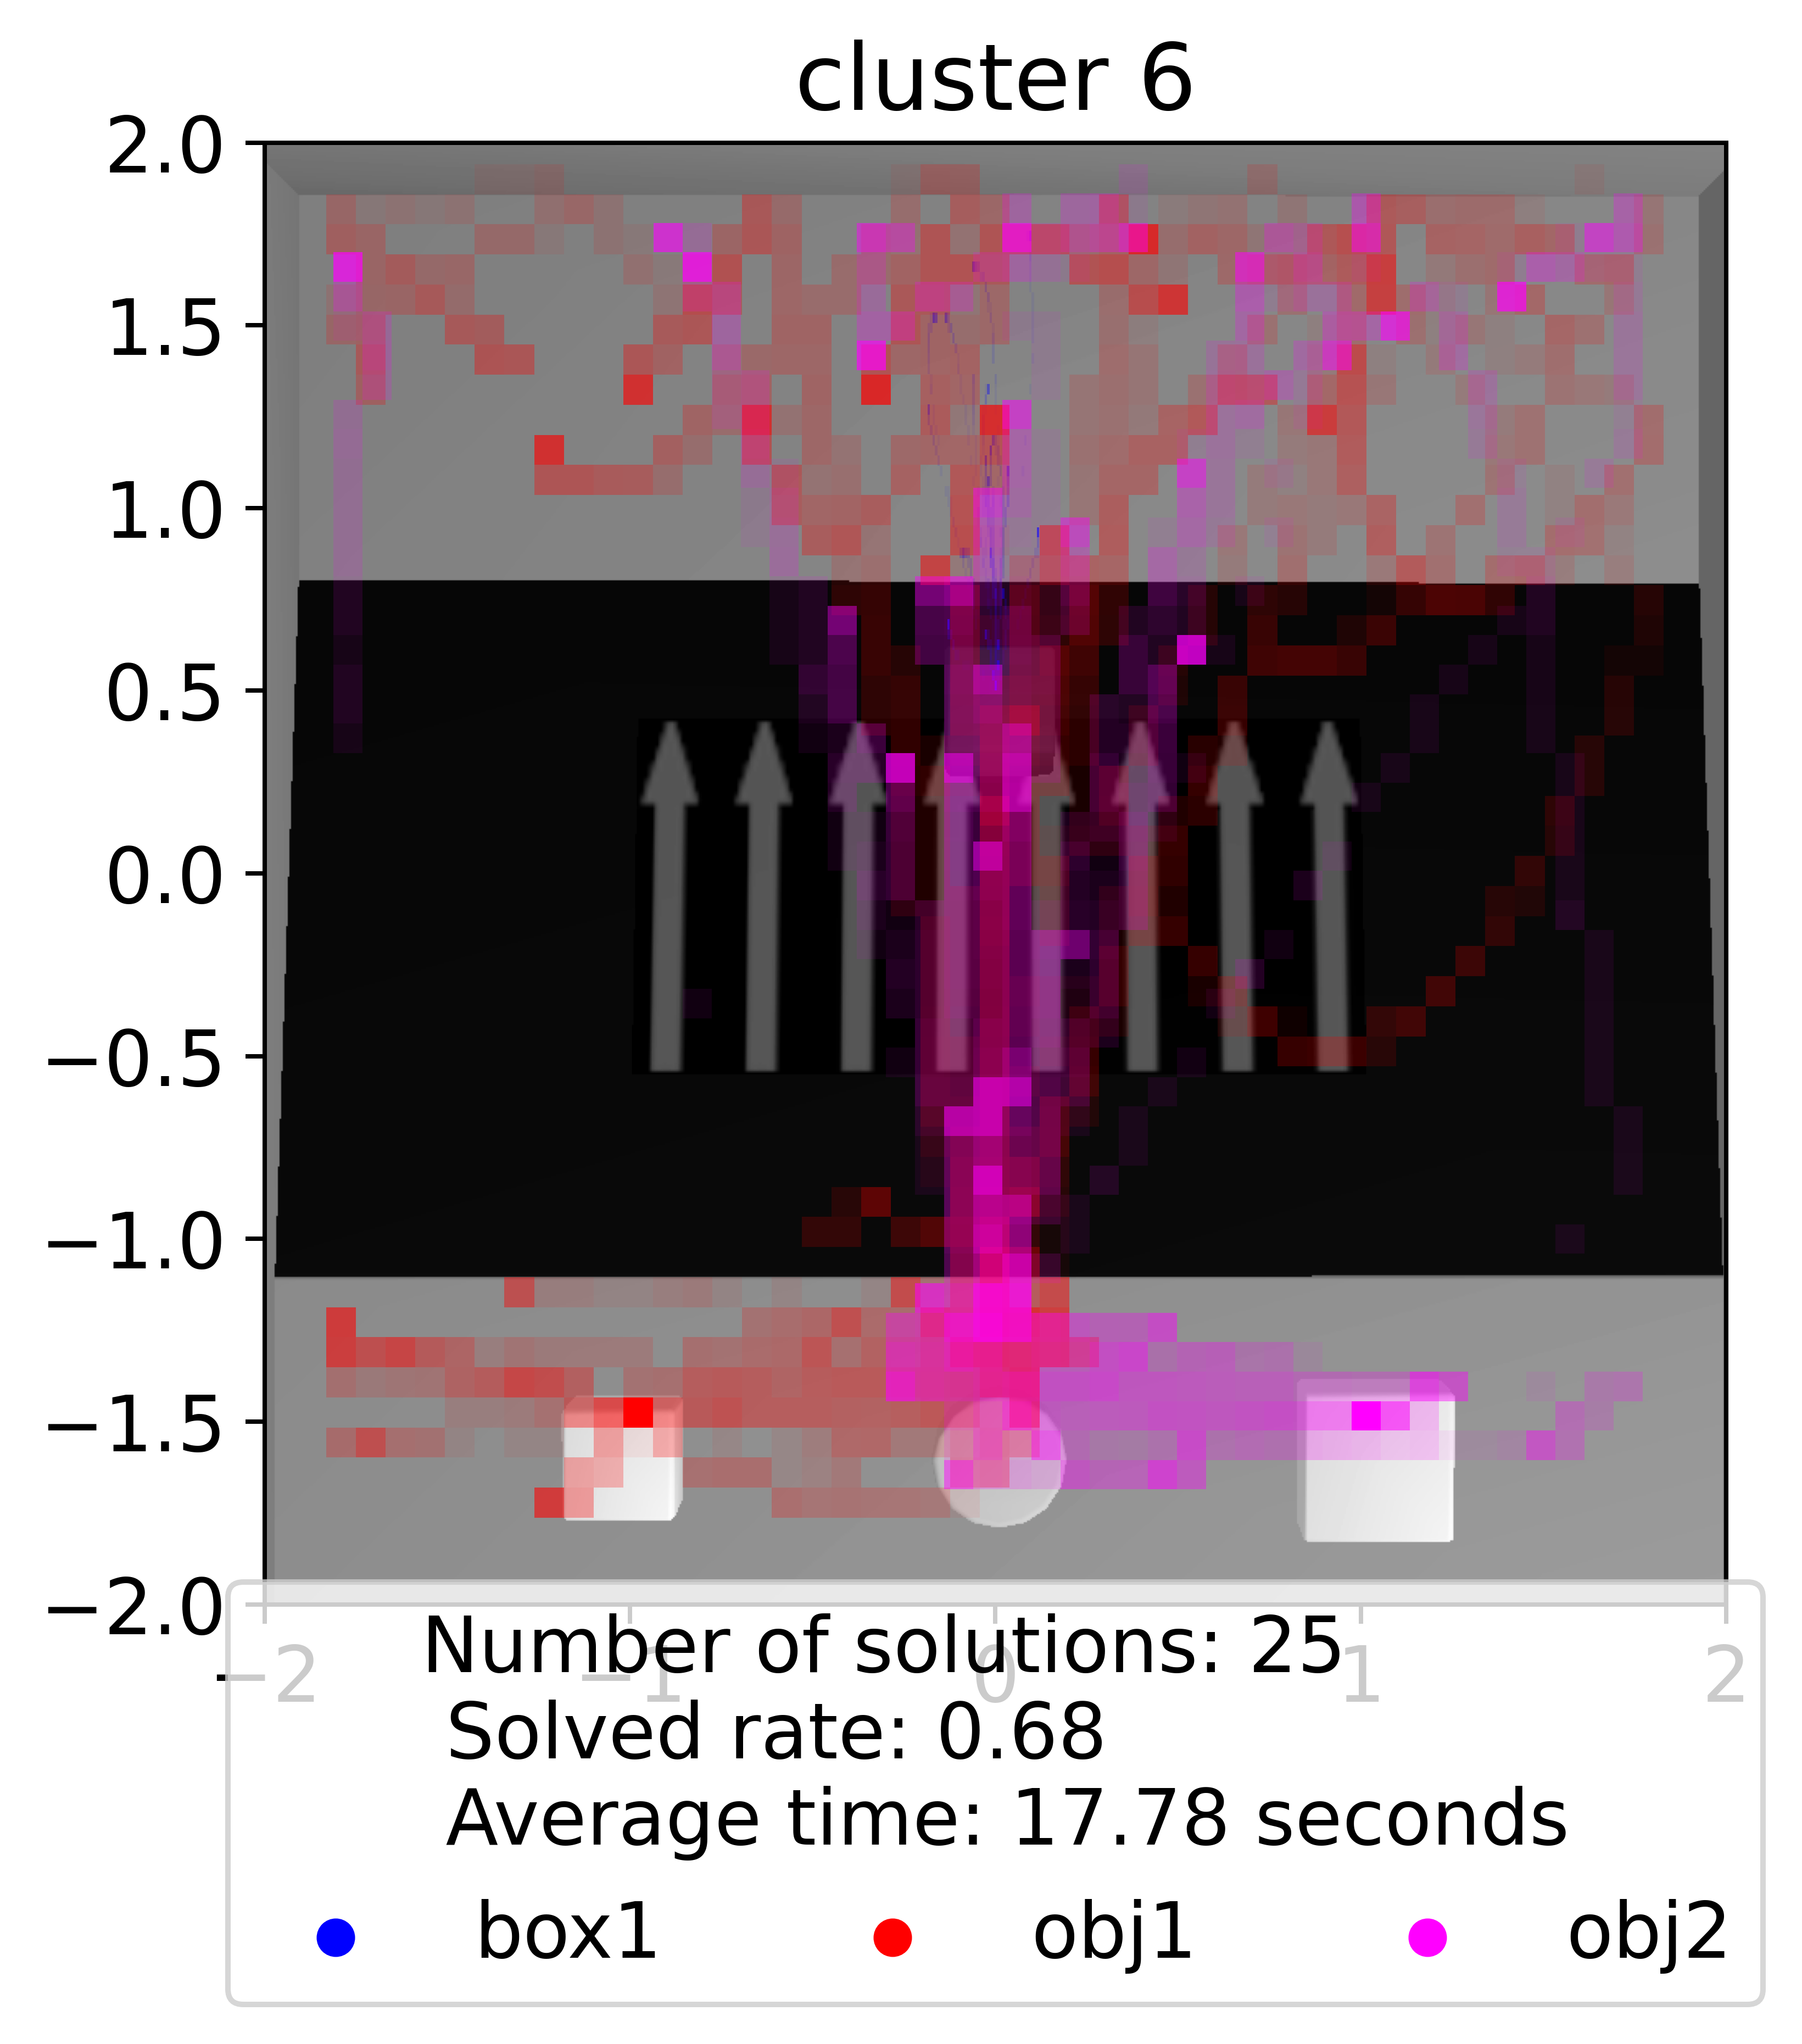 cluster 6
2.0
1.5
1.0
0.5
0.0
−0.5
−1.0
−1.5
−2.0
−2 −1 0 1 2
Number of solutions: 25
Solved rate: 0.68
Average time: 17.78 seconds
box1 obj1 obj2